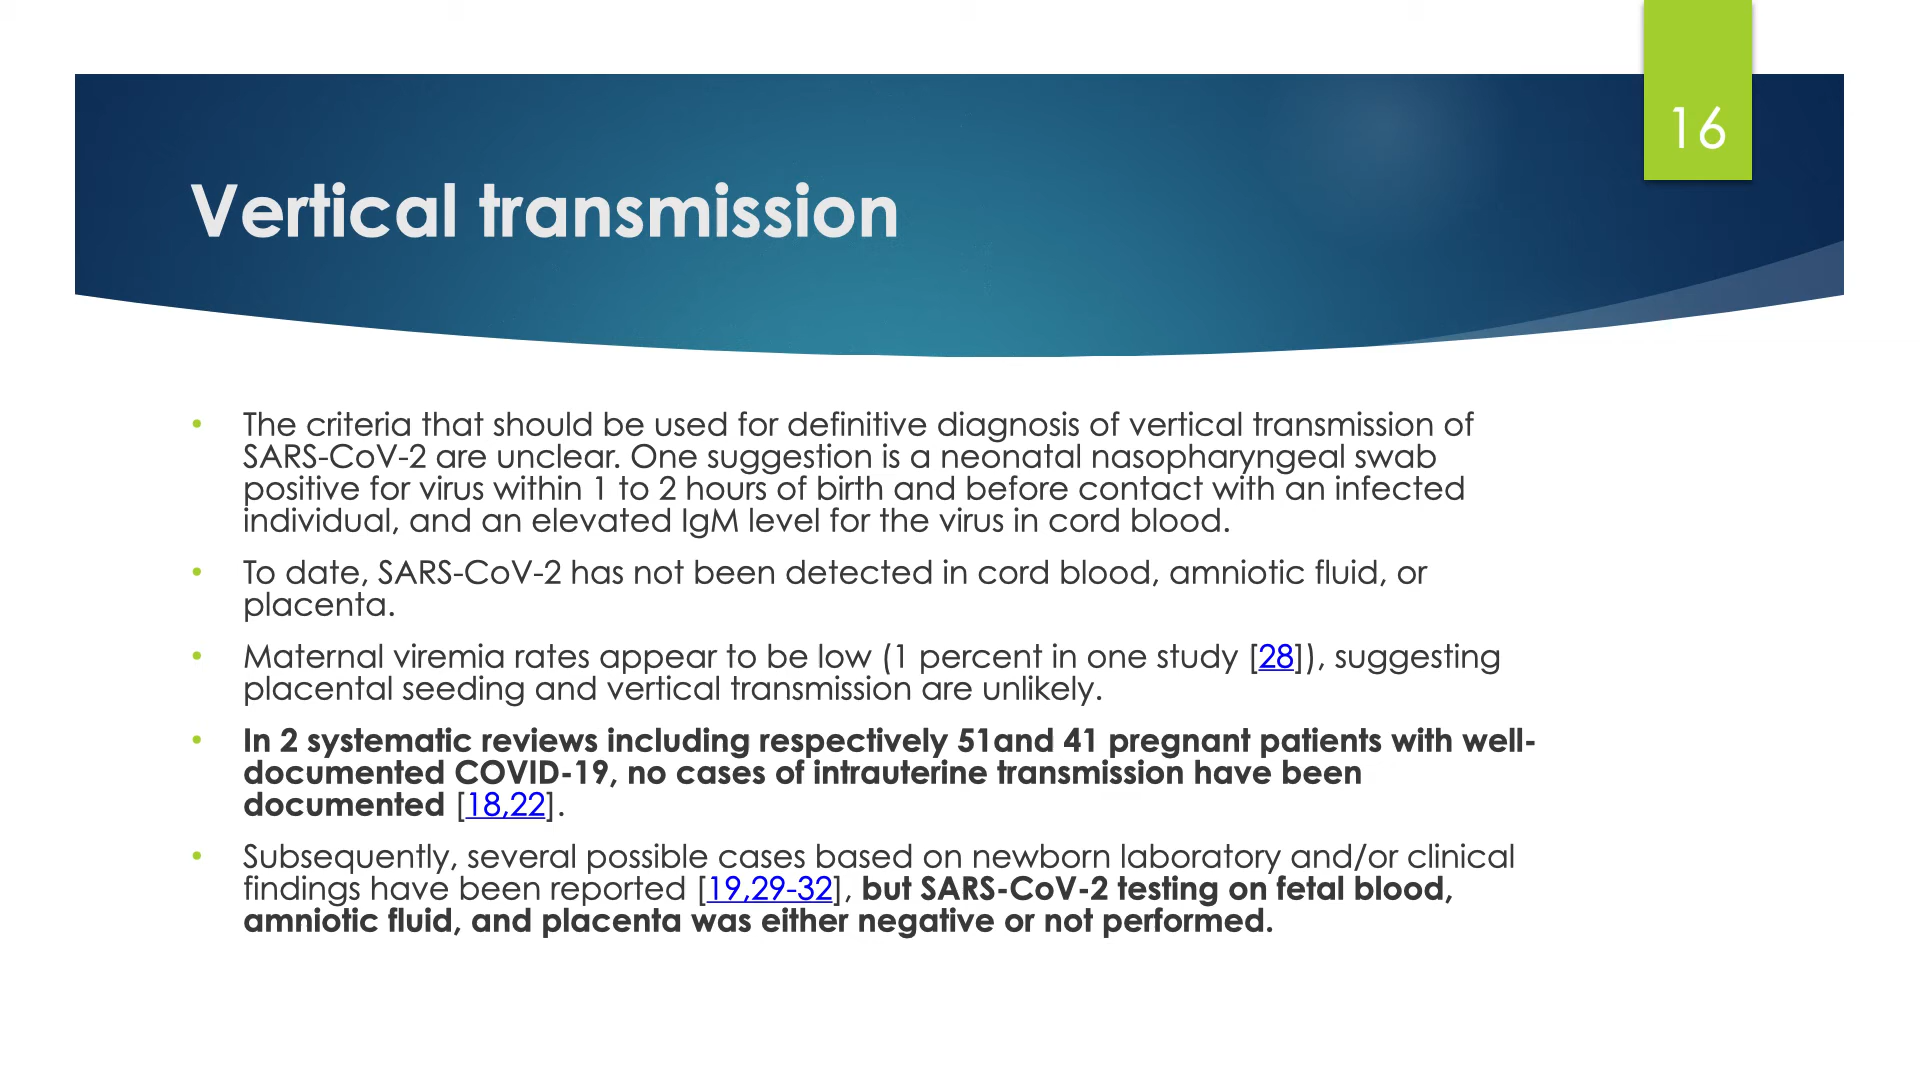 16
Vertical transmission
• The criteria that should be used for definitive diagnosis of vertical transmission of
SARS-CoV-2 are unclear. One suggestion is a neonatal nasopharyngeal swab
positive for virus within 1 to 2 hours of birth and before contact with an infected
individual, and an elevated IgM level for the virus in cord blood.
• To date, SARS-CoV-2 has not been detected in cord blood, amniotic fluid, or
placenta.
• Maternal viremia rates appear to be low (1 percent in one study [28]), suggesting
placental seeding and vertical transmission are unlikely.
• In 2 systematic reviews including respectively 51and 41 pregnant patients with well-
documented COVID-19, no cases of intrauterine transmission have been
documented [18,22].
• Subsequently, several possible cases based on newborn laboratory and/or clinical
findings have been reported [19,29-32], but SARS-CoV-2 testing on fetal blood,
amniotic fluid, and placenta was either negative or not performed.